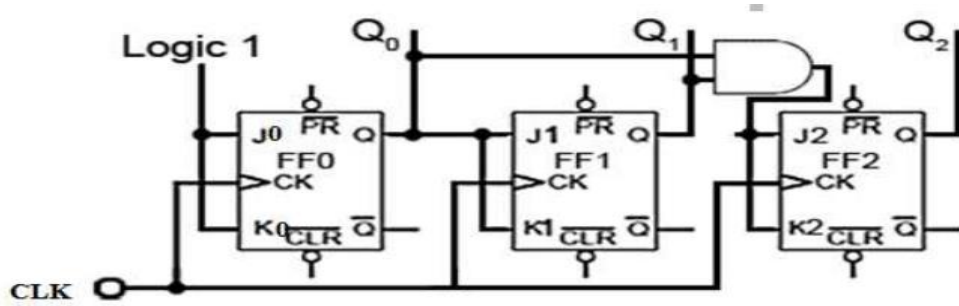 Logic 1 Q0 Q1 Q2
J0 PR Q J1 PR Q J2 PR Q
FF0 FF1 FF2
CK CK CK
K0 CLR Q K1 CLR Q K2 CLR Q
CLK